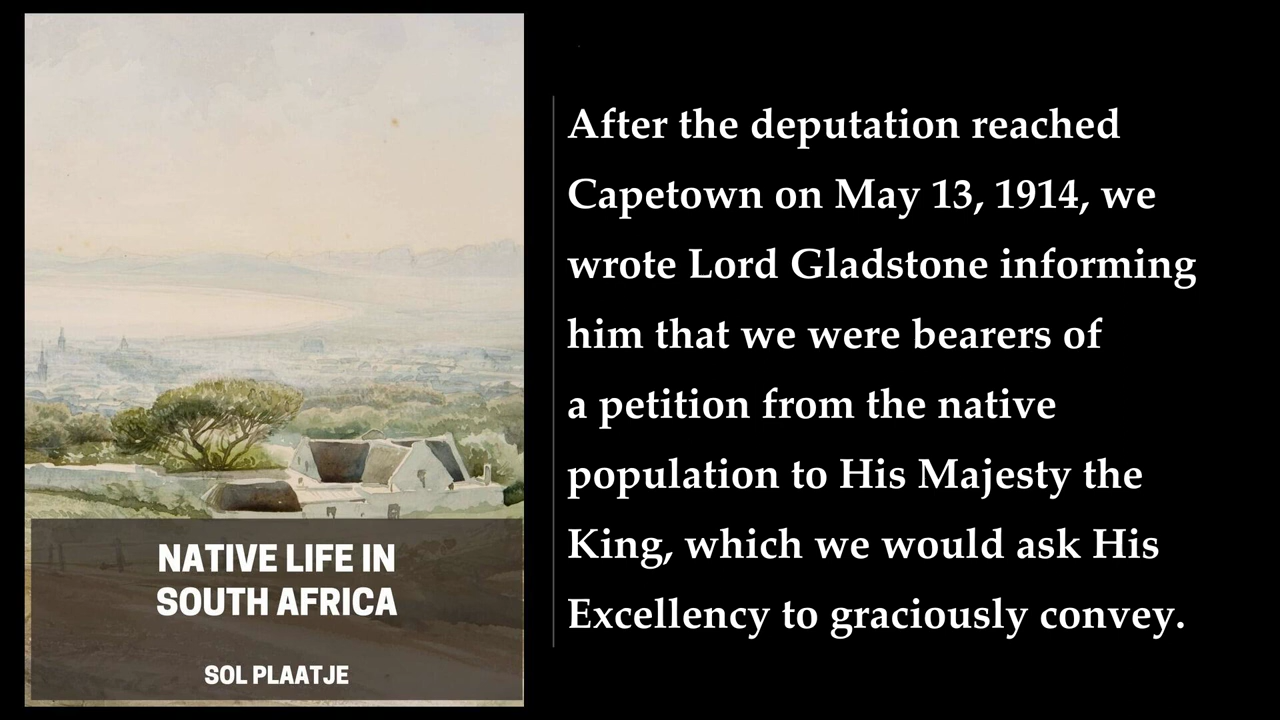 NATIVE LIFE IN
SOUTH AFRICA
SOL PLAATJE
After the deputation reached
Capetown on May 13, 1914, we
wrote Lord Gladstone informing
him that we were bearers of
a petition from the native
population to His Majesty the
King, which we would ask His
Excellency to graciously convey.